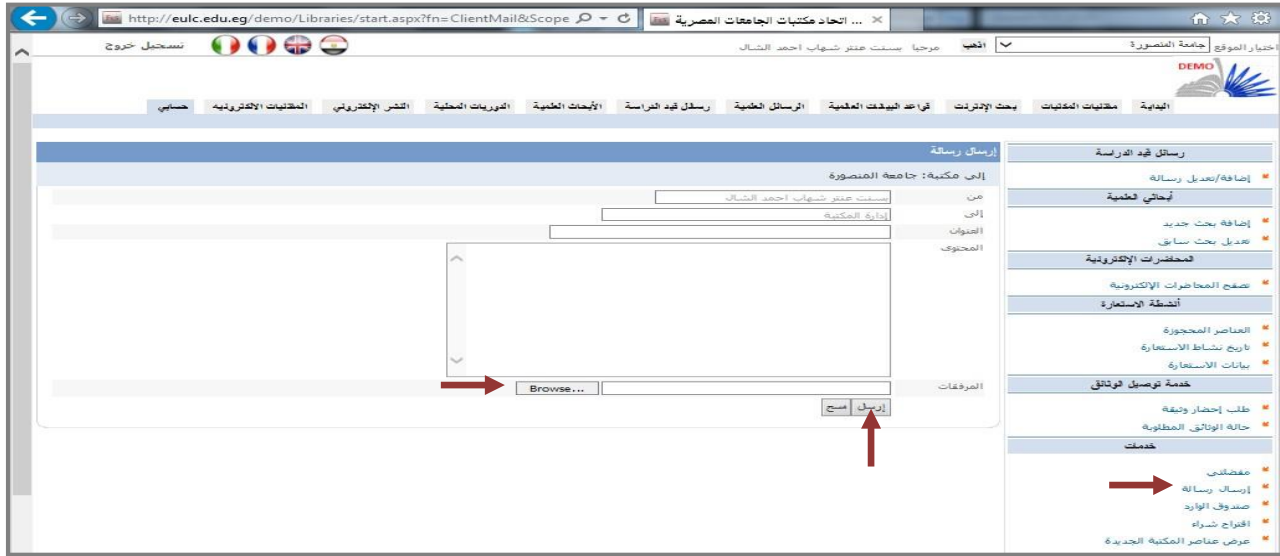 http://eulc.edu.eg/demo/Libraries/start.aspx?fn=ClientMail&Scope
اتحاد مكتبات الجامعات المصرية ...
اختيار الموقع جامعة المنصورة
اذهب
مرحبا بسنت عنتر شهاب احمد الشال
تسجيل خروج
DEMO
البداية مقتنيات المكتبات بحث الإنترنت قواعد البيانات العلمية الرسائل العلمية رسائل قيد الدراسة الأبحاث العلمية الدوريات المحلية النشر الإلكتروني المقتنيات الالكترونيه حسابي
رسائل قيد الدراسة
إضافة/تعديل رسالة
أبحاثي العلمية
إضافة بحث جديد
تعديل بحث سابق
المحاضرات الإلكترونية
تصفح المحاضرات الإلكترونية
أنشطة الاستعارة
العناصر المحجوزة
تاريخ نشاط الاستعارة
بيانات الاستعارة
خدمة توصيل الوثائق
طلب إحضار وثيقة
حالة الوثائق المطلوبة
خدمات
مفضلتي
إرسال رسالة
صندوق الوارد
اقتراح شراء
عرض عناصر المكتبة الجديدة
إرسال رسالة
إلى مكتبة: جامعة المنصورة
من بسنت عنتر شهاب احمد الشال
إلى إدارة المكتبة
العنوان
المحتوى
المرفقات
Browse...
إرسل مسح